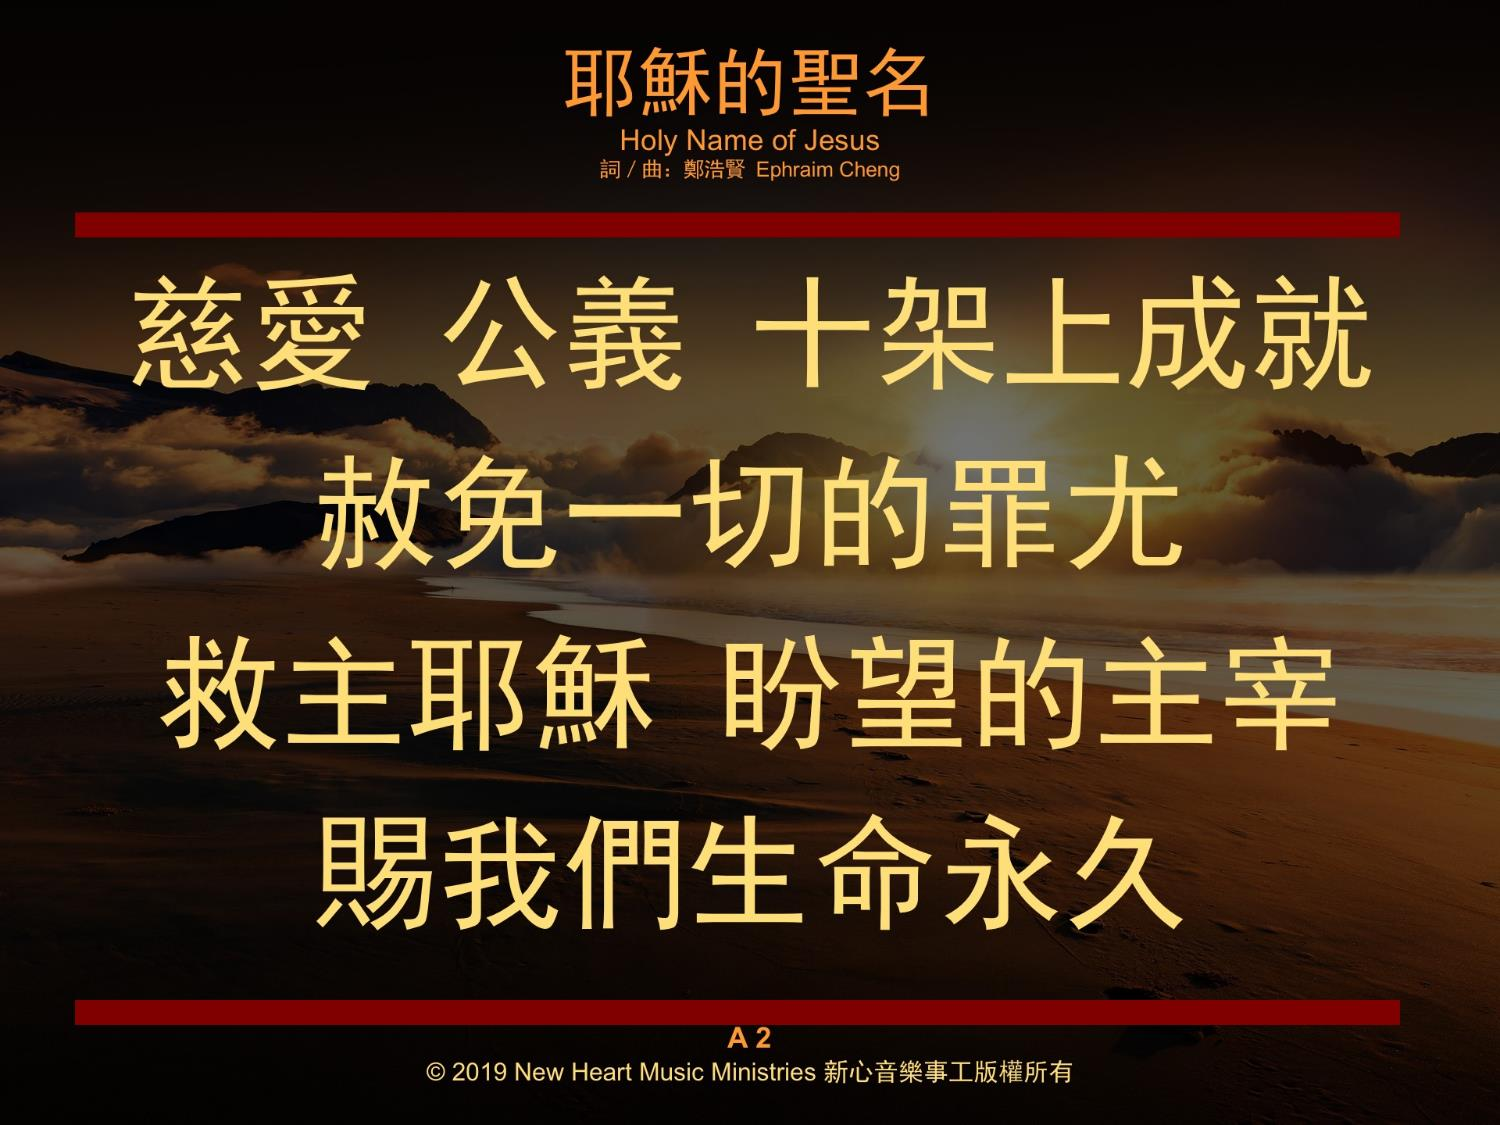 耶穌的聖名
Holy Name of Jesus
詞 / 曲：鄭浩賢 Ephraim Cheng
慈愛 公義 十架上成就
赦免一切的罪尤
救主耶穌 盼望的主宰
賜我們生命永久
A 2
© 2019 New Heart Music Ministries 新心音樂事工版權所有